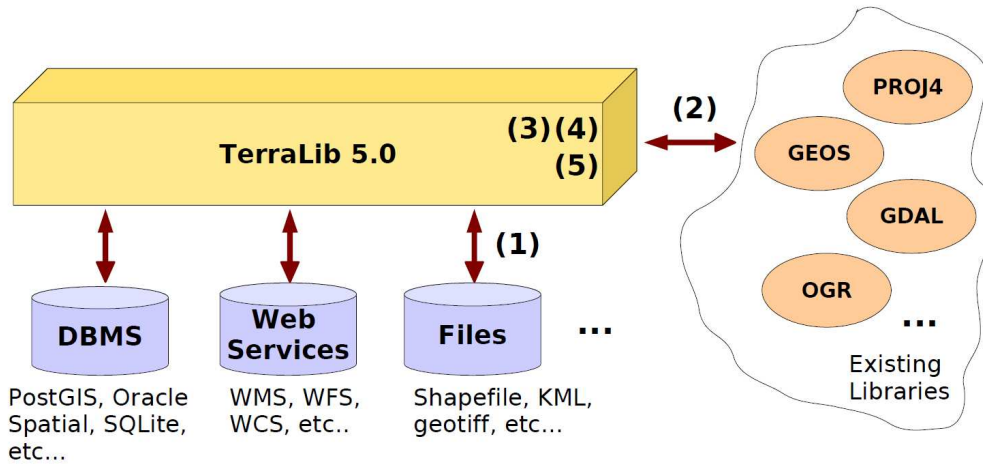 TerraLib 5.0
(3)(4)
(5)
(2)
(1)
DBMS
Web
Services
Files
...
PostGIS, Oracle
Spatial, SQLite,
etc...
WMS, WFS,
WCS, etc..
Shapefile, KML,
geotiff, etc...
PROJ4
GEOS
GDAL
OGR
...
Existing
Libraries